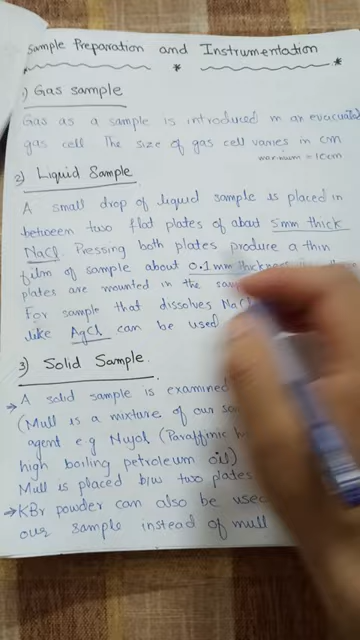 Sample Preparation and Instrumentation
1) Gas sample
Gas as a sample is introduced in an evacuated
gas cell. The size of gas cell varies in cm
maximum = 10cm
2) Liquid Sample
A small drop of liquid sample is placed in
between two flat plates of about 5mm thick
NaCl. Pressing both plates produce a thin
film of sample about 0.1mm thickness
plates are mounted in the
For sample that dissolves NaCl
like AgCl can be used
3) Solid Sample.
→ A solid sample is examined
(Mull is a mixture of our
agent e.g Nujol (Paraffinic
high boiling petroleum oil)
Mull is placed b/w two plates
→ KBr powder can also be used
our sample instead of mull